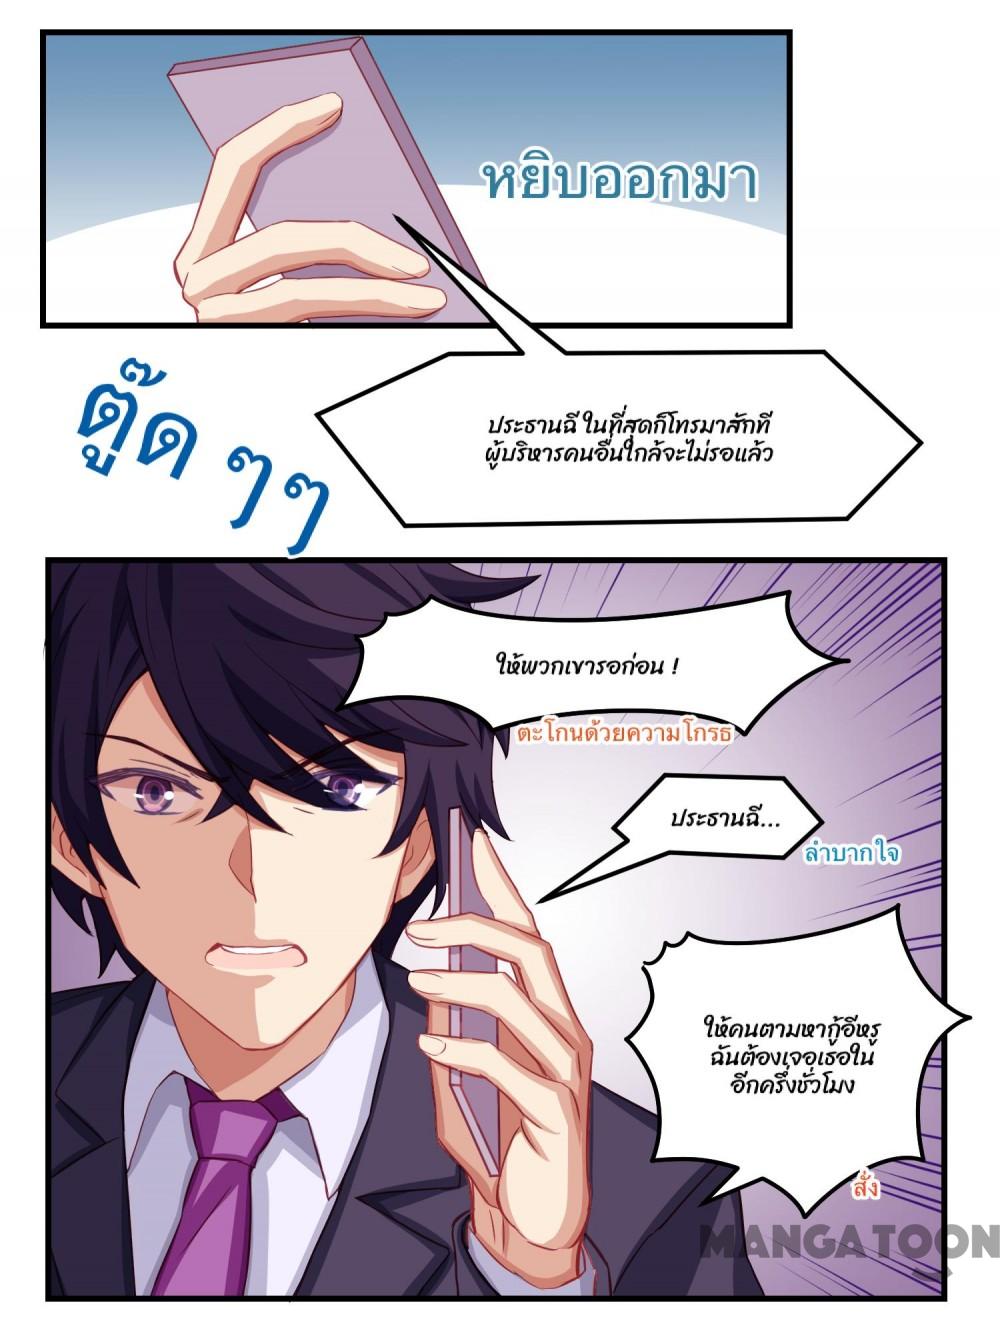 หยิบออกมา
ตู๊ด ๆๆ
ประธานฉี ในที่สุดก็โทรมาสักที
ผู้บริหารคนอื่นใกล้จะไม่รอแล้ว
ให้พวกเขารอก่อน !
ตะโกนด้วยความโกรธ
ประธานฉี...
ลำบากใจ
ให้คนตามหากู้อีหรู
ฉันต้องเจอเธอใน
อีกครึ่งชั่วโมง
สั่ง
MANGATOON